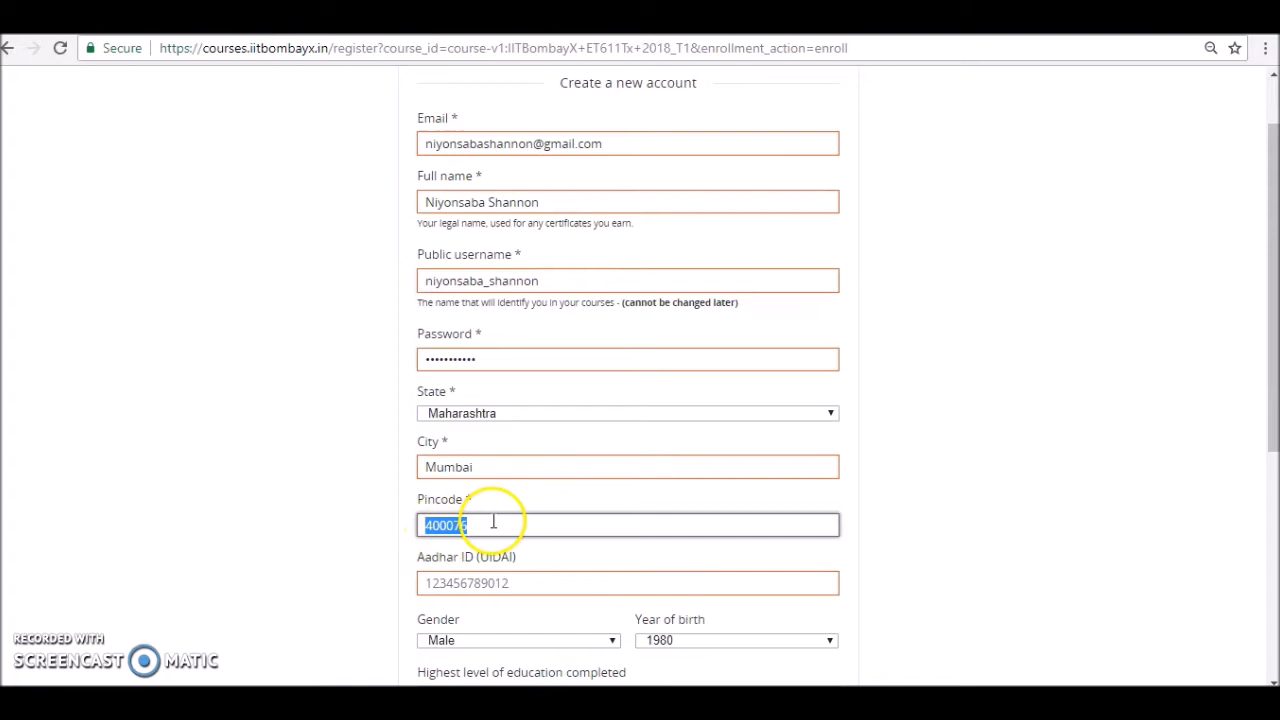 Secure https://courses.iitbombayx.in/register?course_id=course-v1:IITBombayX+ET611Tx+2018_T1&enrollment_action=enroll
Create a new account
Email *
niyonsabashannon@gmail.com
Full name *
Niyonsaba Shannon
Your legal name, used for any certificates you earn.
Public username *
niyonsaba_shannon
The name that will identify you in your courses - (cannot be changed later)
Password *
•••••••••••
State *
Maharashtra
City *
Mumbai
Pincode *
400076
Aadhar ID (UIDAI)
123456789012
Gender Year of birth
Male 1980
Highest level of education completed
RECORDED WITH
SCREENCAST MATIC